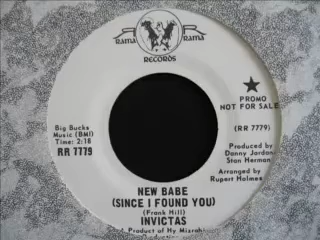 RAMA RAMA
RECORDS
★
PROMO
NOT FOR SALE
Big Bucks
Music (BMI)
Time: 2:18
RR 7779
(RR 7779)
Produced by
Danny Jordan
Stan Herman
Arranged by
Rupert Holmes
NEW BABE
(SINCE I FOUND YOU)
(Frank Hill)
INVICTAS
Product of Hy Mizrahi